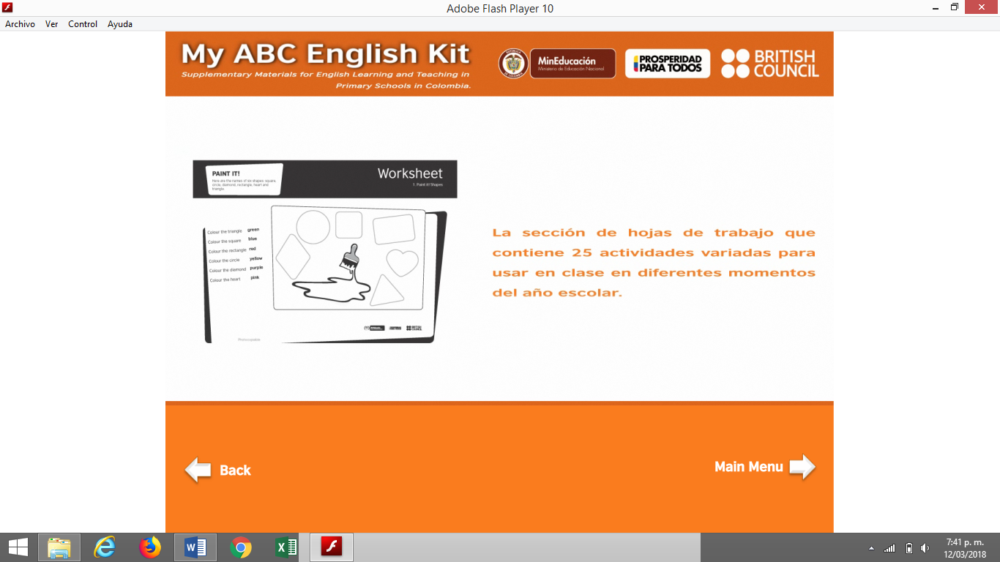 Adobe Flash Player 10
Archivo Ver Control Ayuda
My ABC English Kit
Supplementary Materials for English Learning and Teaching in
Primary Schools in Colombia.
MinEducación
Ministerio de Educación Nacional
PROSPERIDAD
PARA TODOS
BRITISH
COUNCIL
PAINT IT!
Here are the names of six shapes: square,
circle, diamond, rectangle, heart and
triangle.
Worksheet
1. Paint It! Shapes
Colour the triangle green
Colour the square blue
Colour the rectangle red
Colour the circle yellow
Colour the diamond purple
Colour the heart pink
Photocopiable
La sección de hojas de trabajo que
contiene 25 actividades variadas para
usar en clase en diferentes momentos
del año escolar.
Back
Main Menu
7:41 p. m.
12/03/2018